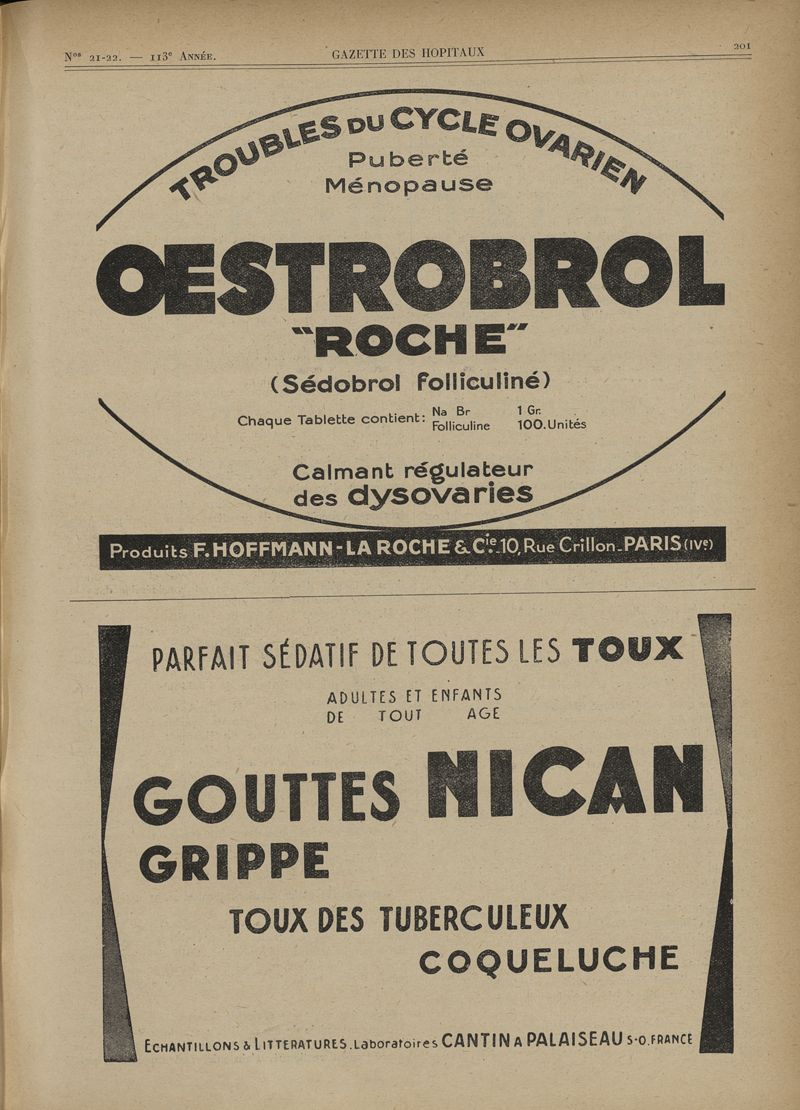 Nos 21-22. — 113e ANNÉE. GAZETTE DES HOPITAUX 201
TROUBLES DU CYCLE OVARIEN
Puberté
Ménopause
OESTROBROL
"ROCHE"
(Sédobrol folliculiné)
Chaque Tablette contient: Na Br 1 Gr.
Folliculine 100.Unités
Calmant régulateur
des dysovaries
Produits F. HOFFMANN-LA ROCHE & Cie. 10, Rue Crillon_PARIS (IVe)
PARFAIT SÉDATIF DE TOUTES LES TOUX
ADULTES ET ENFANTS
DE TOUT AGE
GOUTTES NICAN
GRIPPE
TOUX DES TUBERCULEUX
COQUELUCHE
ECHANTILLONS & LITTERATURES. Laboratoires CANTIN A PALAISEAU S-O. FRANCE